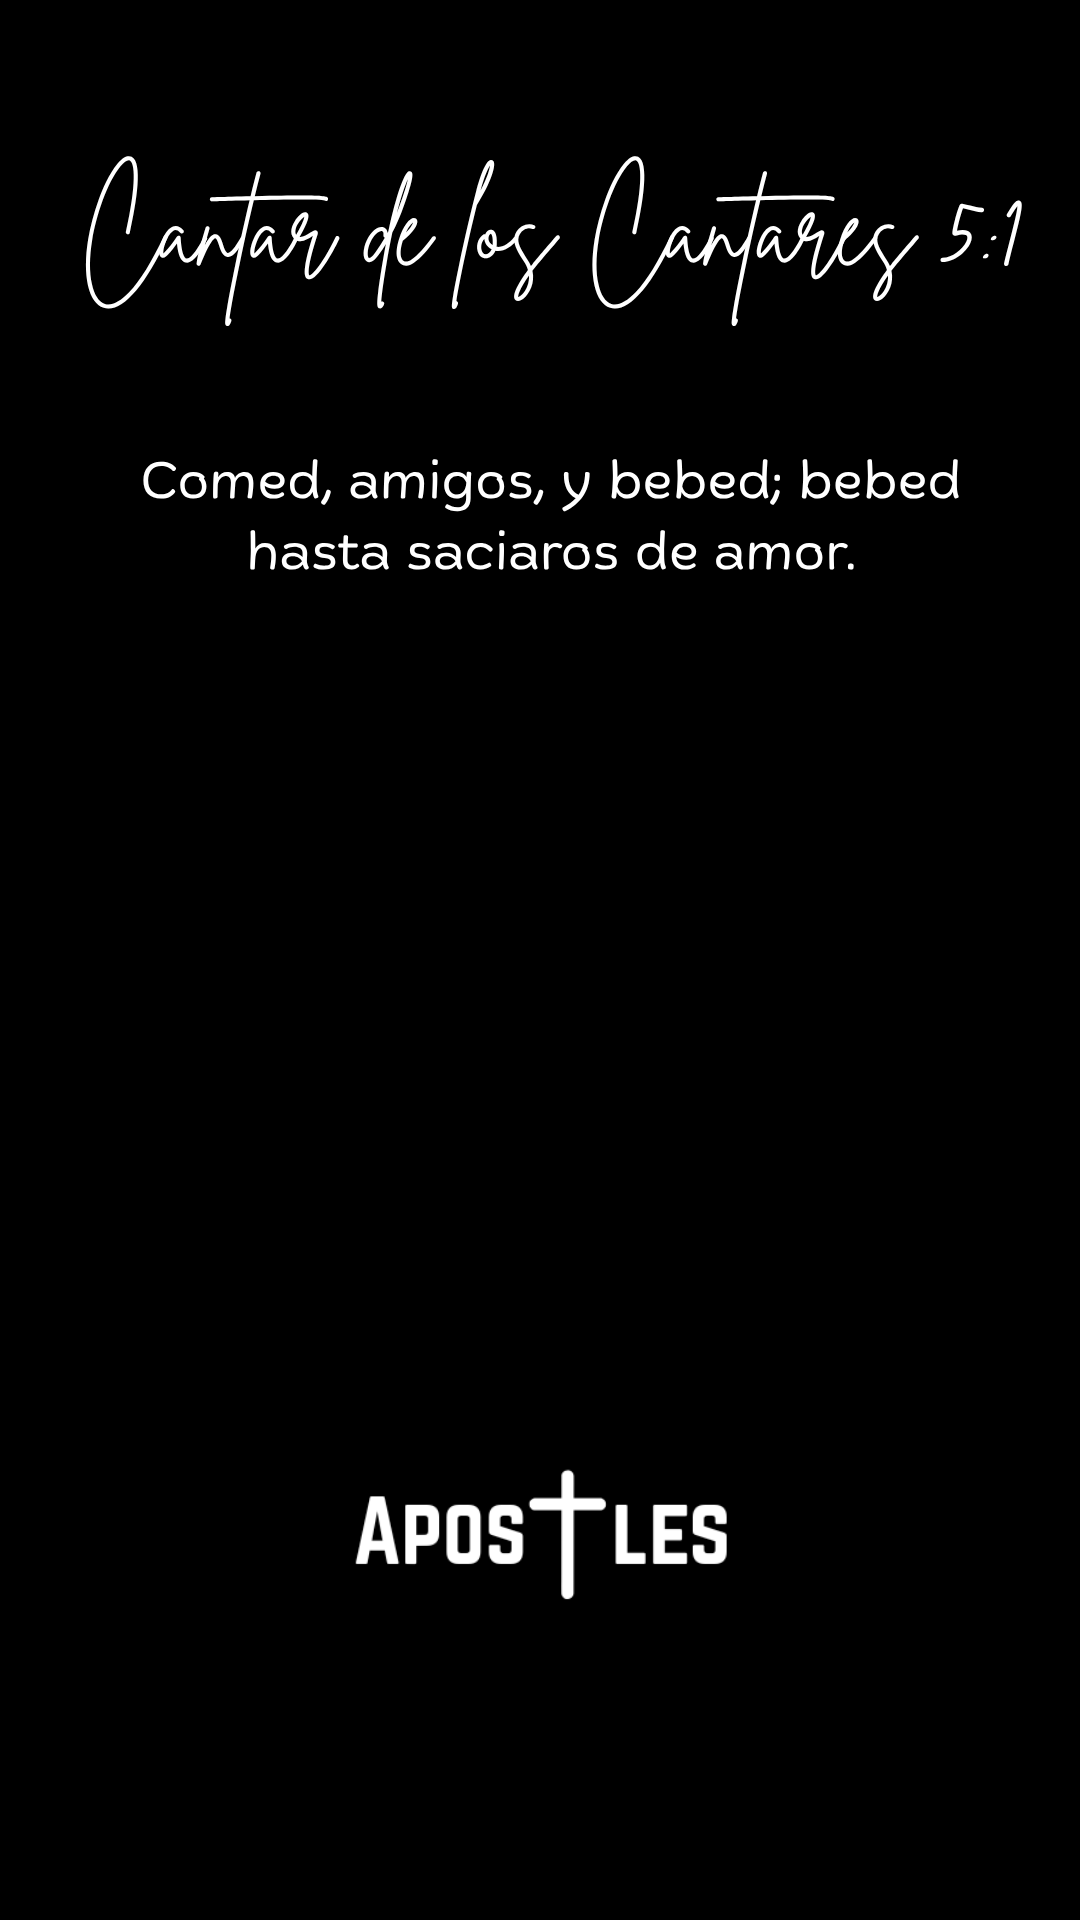 Cantar de los Cantares 5:1
Comed, amigos, y bebed; bebed
hasta saciaros de amor.
APOSTLES